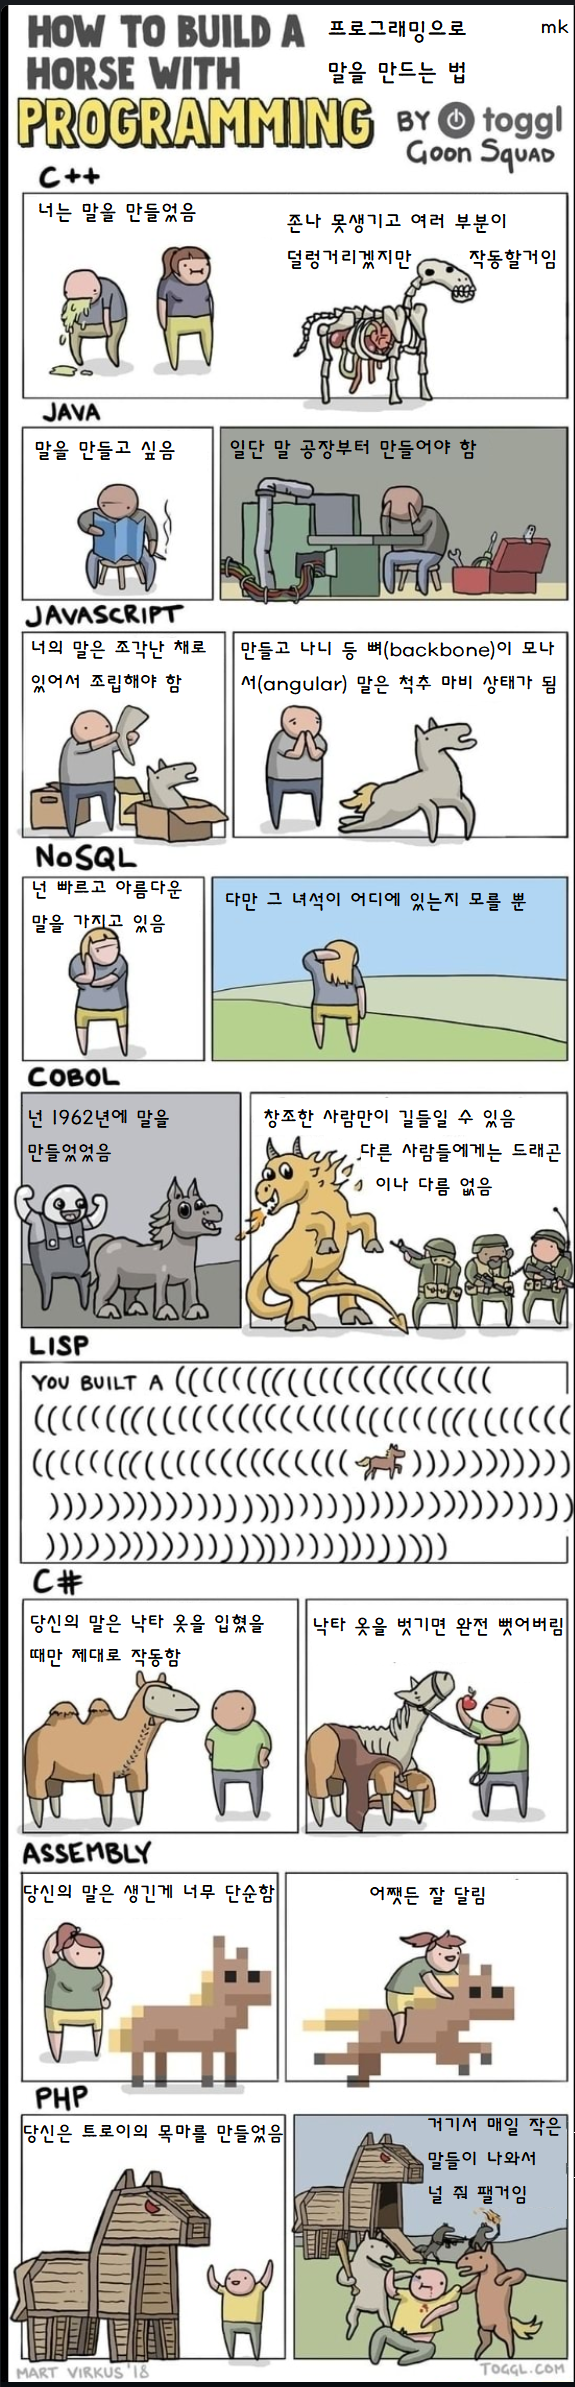 HOW TO BUILD A
HORSE WITH
PROGRAMMING
프로그래밍으로
말을 만드는 법
mk
BY toggl
GOON SQUAD
C++
너는 말을 만들었음
존나 못생기고 여러 부분이
덜렁거리겠지만 작동할거임
JAVA
말을 만들고 싶음
일단 말 공장부터 만들어야 함
JAVASCRIPT
너의 말은 조각난 채로
있어서 조립해야 함
만들고 나니 등 뼈(backbone)이 모나
서(angular) 말은 척추 마비 상태가 됨
NoSQL
넌 빠르고 아름다운
말을 가지고 있음
다만 그 녀석이 어디에 있는지 모를 뿐
COBOL
넌 1962년에 말을
만들었었음
창조한 사람만이 길들일 수 있음
다른 사람들에게는 드래곤
이나 다름 없음
LISP
YOU BUILT A ((((((((((((((((((((((
(((((((((((((((((((((((((((((((((((((
(((((((((((((((((((((( )))))))))))
))))))))))))))))))))))))))))))))))))
))))))))))))))))))))))))))))
C#
당신의 말은 낙타 옷을 입혔을
때만 제대로 작동함
낙타 옷을 벗기면 완전 뻗어버림
ASSEMBLY
당신의 말은 생긴게 너무 단순함
어쨋든 잘 달림
PHP
당신은 트로이의 목마를 만들었음
거기서 매일 작은
말들이 나와서
널 줘 팰거임
MART VIRKUS '18
TOGGL.COM